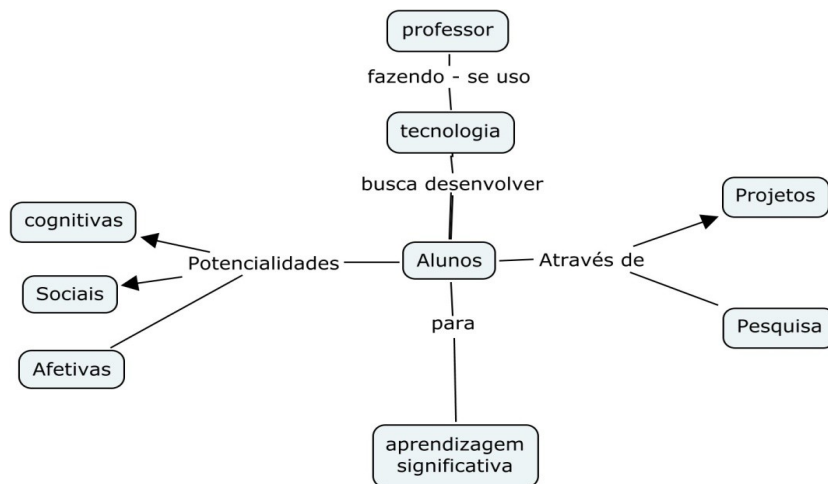 professor
fazendo - se uso
tecnologia
busca desenvolver
Projetos
cognitivas
Potencialidades
Alunos
Através de
Sociais
para
Pesquisa
Afetivas
aprendizagem
significativa